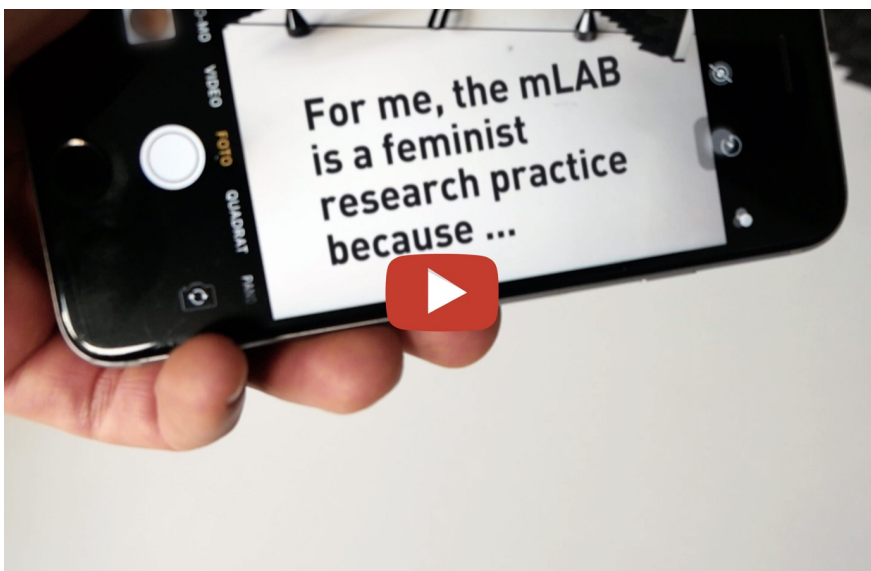 For me, the mLAB
is a feminist
research practice
because ...
VIDEO
FOTO
QUADRAT